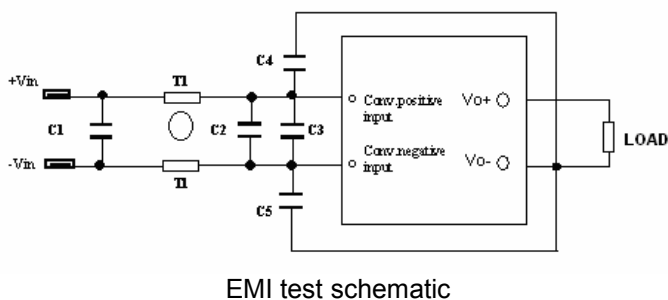 C4
+Vin
T1
Conv.positive
input
Vo+
C1
C2
C3
LOAD
Conv.negative
input
Vo-
-Vin
T1
C5
EMI test schematic